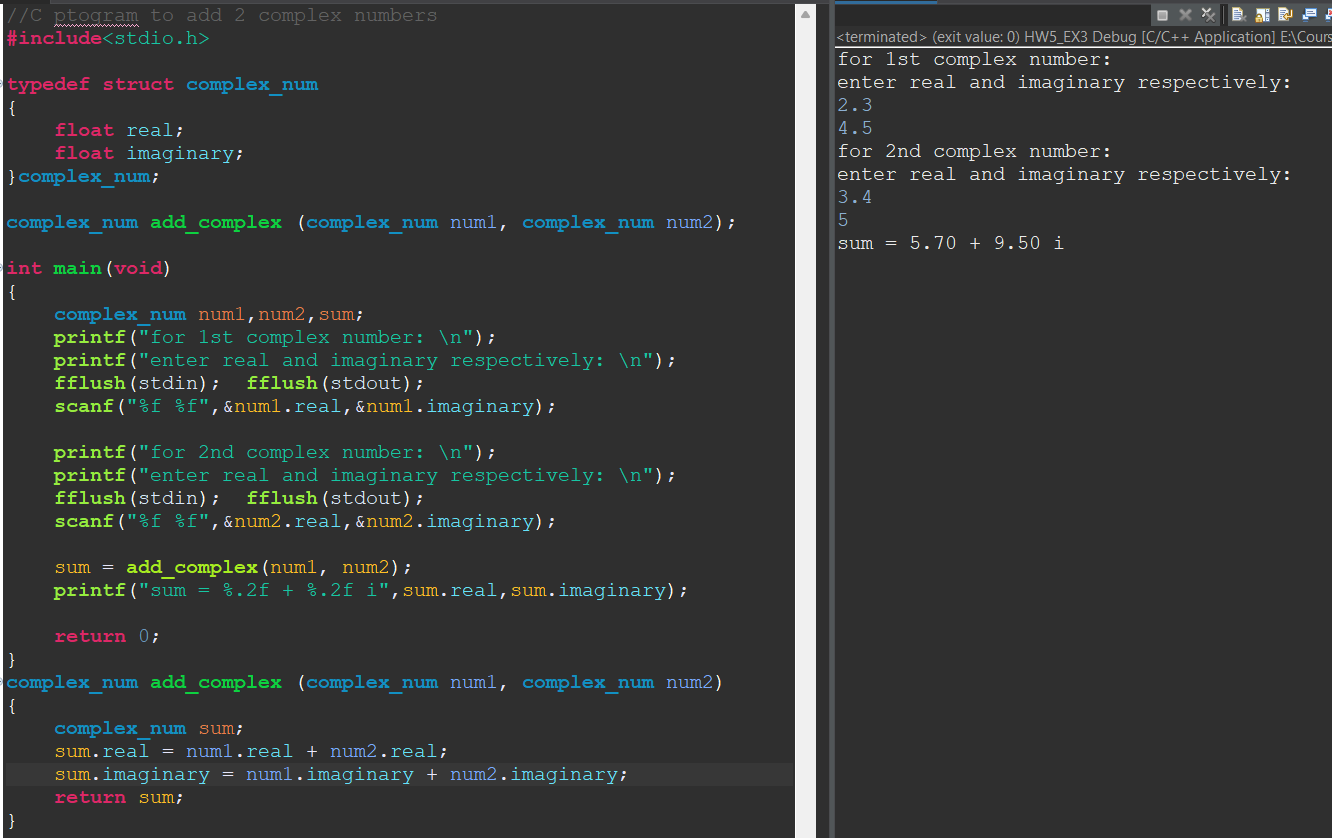 //C ptogram to add 2 complex numbers
#include<stdio.h>
typedef struct complex_num
{
    float real;
    float imaginary;
}complex_num;
complex_num add_complex (complex_num num1, complex_num num2);
int main(void)
{
    complex_num num1,num2,sum;
    printf("for 1st complex number: \n");
    printf("enter real and imaginary respectively: \n");
    fflush(stdin);  fflush(stdout);
    scanf("%f %f",&num1.real,&num1.imaginary);
    printf("for 2nd complex number: \n");
    printf("enter real and imaginary respectively: \n");
    fflush(stdin);  fflush(stdout);
    scanf("%f %f",&num2.real,&num2.imaginary);
    sum = add_complex(num1, num2);
    printf("sum = %.2f + %.2f i",sum.real,sum.imaginary);
    return 0;
}
complex_num add_complex (complex_num num1, complex_num num2)
{
    complex_num sum;
    sum.real = num1.real + num2.real;
    sum.imaginary = num1.imaginary + num2.imaginary;
    return sum;
}
<terminated> (exit value: 0) HW5_EX3 Debug [C/C++ Application] E:\Cours
for 1st complex number:
enter real and imaginary respectively:
2.3
4.5
for 2nd complex number:
enter real and imaginary respectively:
3.4
5
sum = 5.70 + 9.50 i